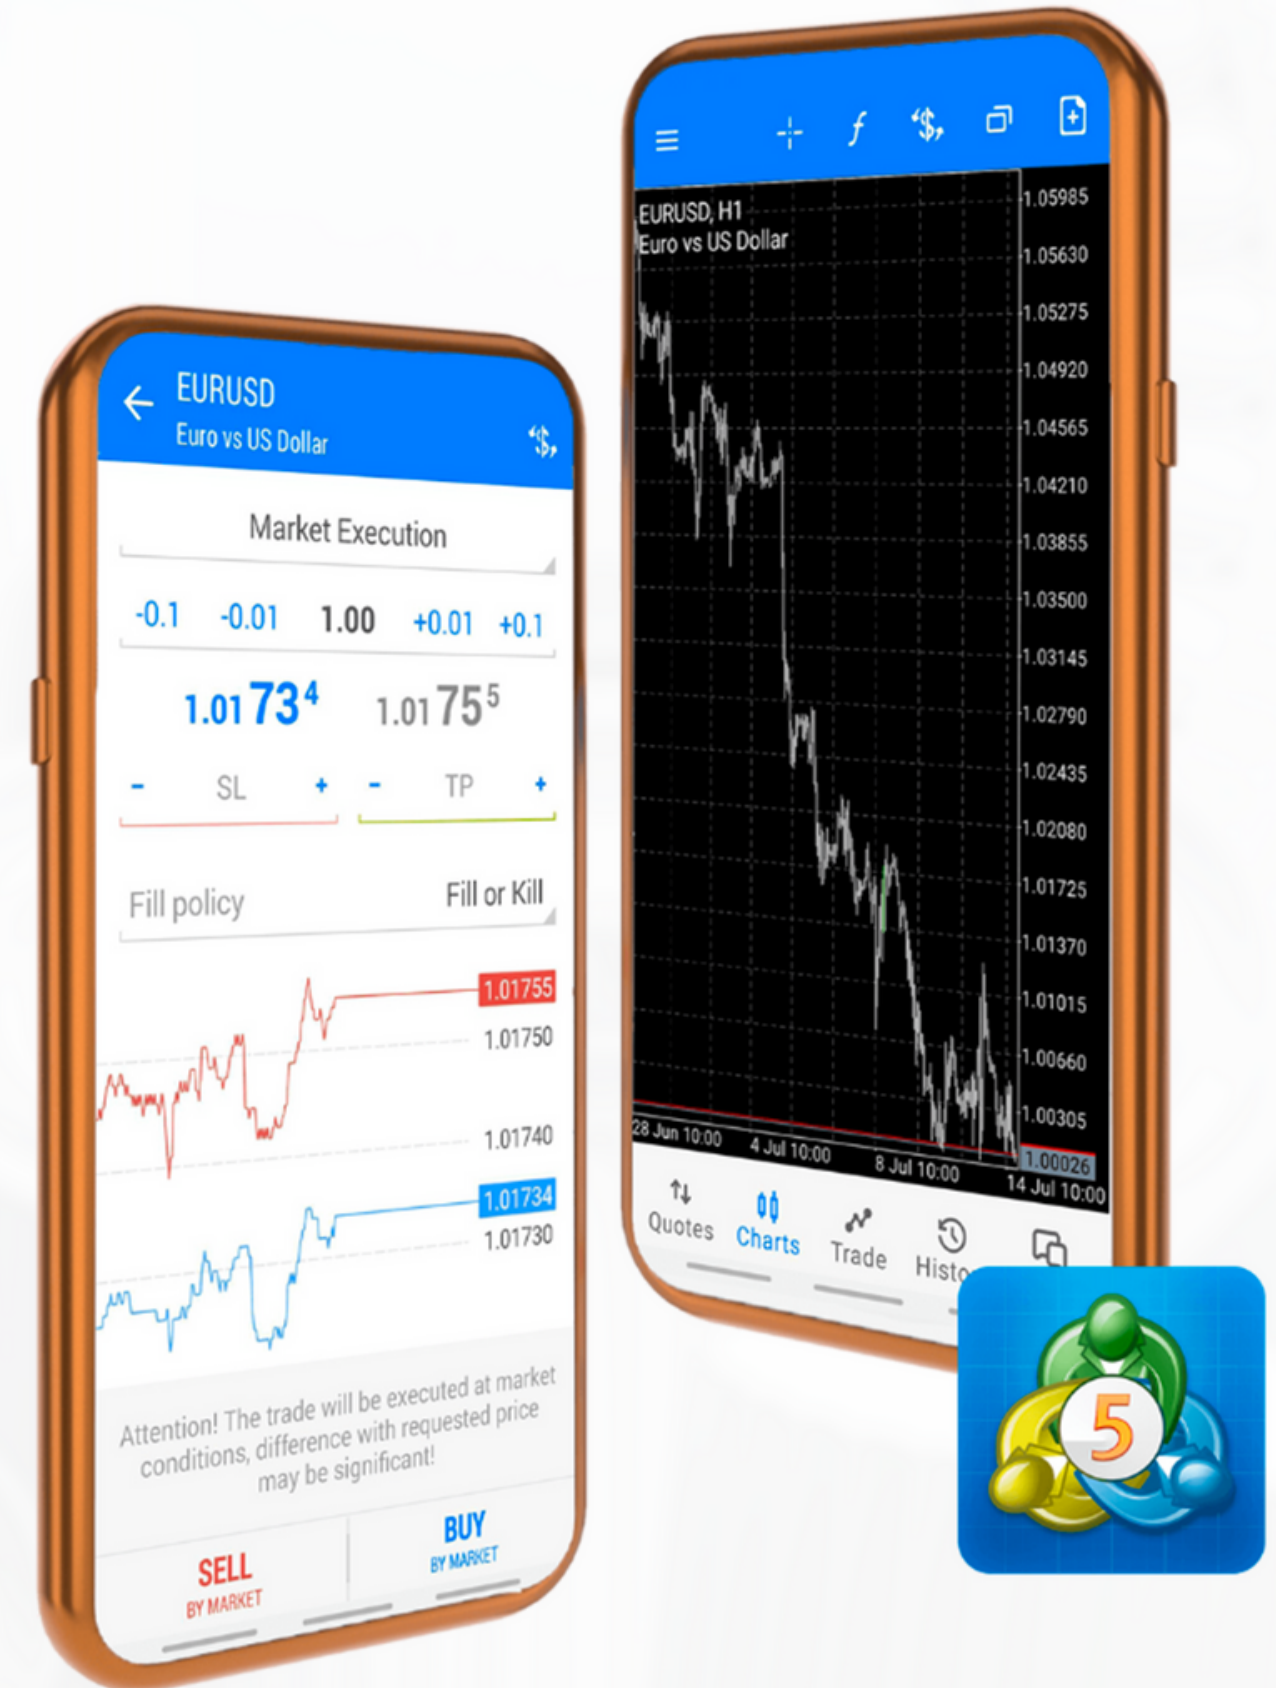 EURUSD
Euro vs US Dollar
Market Execution
-0.1 -0.01 1.00 +0.01 +0.1
1.01734 1.01755
- SL + - TP +
Fill policy Fill or Kill
1.01755
1.01750
1.01740
1.01734
1.01730
Attention! The trade will be executed at market
conditions, difference with requested price
may be significant!
SELL
BY MARKET
BUY
BY MARKET
EURUSD, H1
Euro vs US Dollar
1.05985
1.05630
1.05275
1.04920
1.04565
1.04210
1.03855
1.03500
1.03145
1.02790
1.02435
1.02080
1.01725
1.01370
1.01015
1.00660
1.00305
1.00026
28 Jun 10:00 4 Jul 10:00 8 Jul 10:00 14 Jul 10:00
Quotes Charts Trade Histo
5